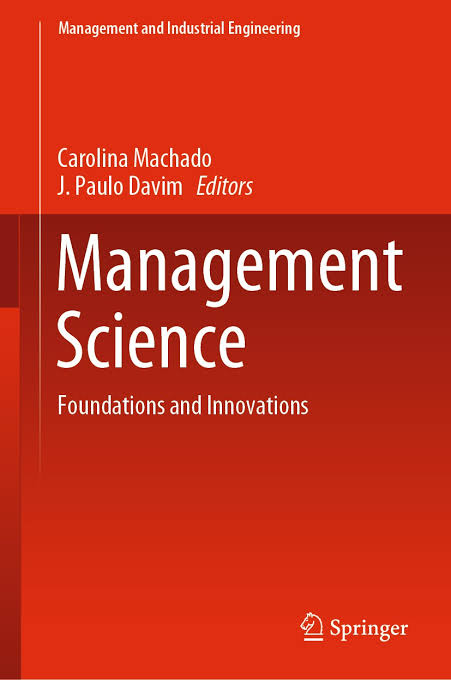 Management and Industrial Engineering
Carolina Machado
J. Paulo Davim Editors
Management
Science
Foundations and Innovations
Springer